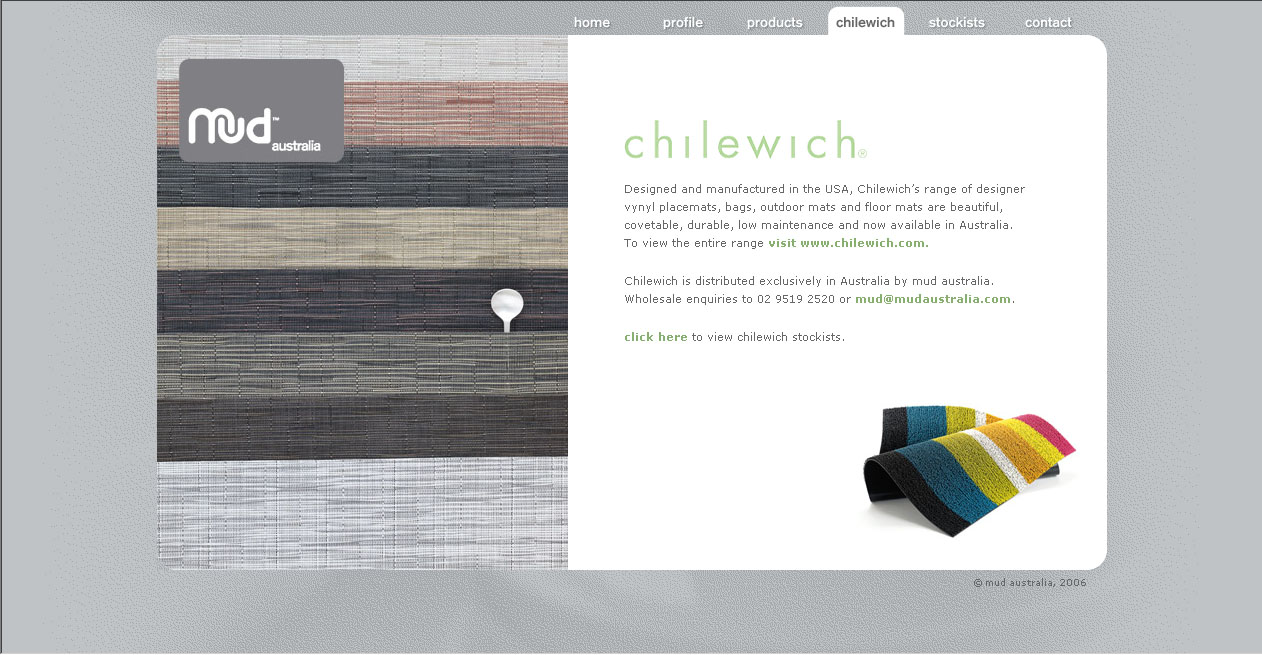 home profile products chilewich stockists contact
mud™
australia
chilewich®
Designed and manufactured in the USA, Chilewich’s range of designer
vynyl placemats, bags, outdoor mats and floor mats are beautiful,
covetable, durable, low maintenance and now available in Australia.
To view the entire range visit www.chilewich.com.
Chilewich is distributed exclusively in Australia by mud australia.
Wholesale enquiries to 02 9519 2520 or mud@mudaustralia.com.
click here to view chilewich stockists.
© mud australia, 2006